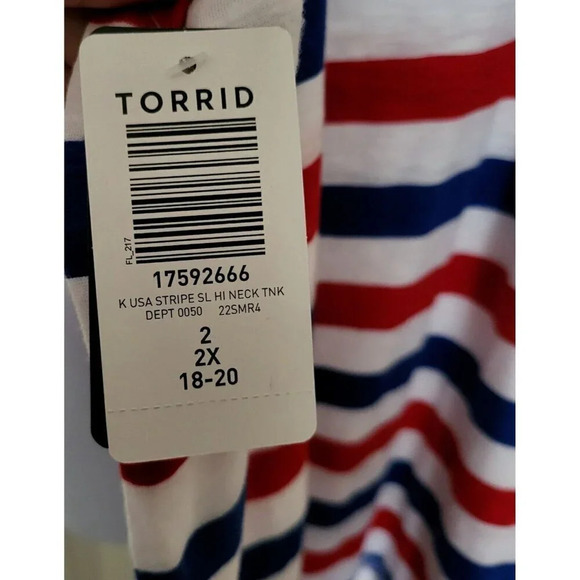 TORRID
FL_217
17592666
K USA STRIPE SL HI NECK TNK
DEPT 0050 22SMR4
2
2X
18-20